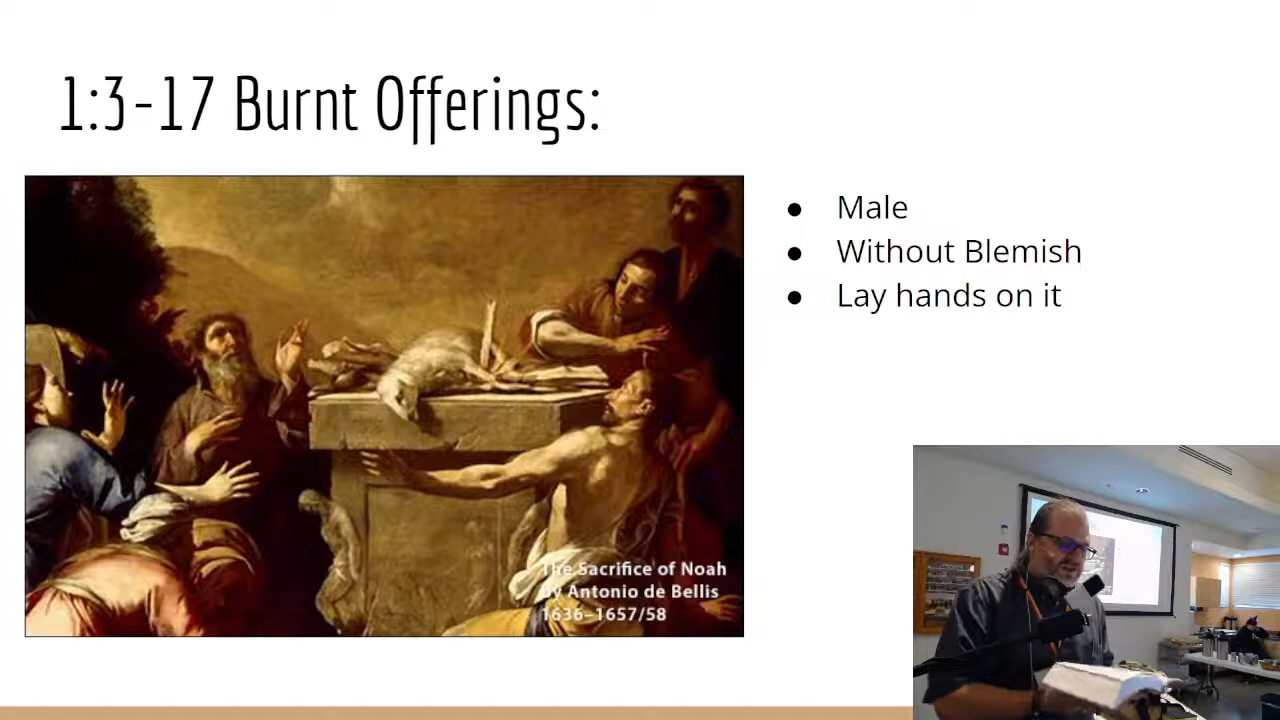 1:3-17 Burnt Offerings:
● Male
● Without Blemish
● Lay hands on it
The Sacrifice of Noah
by Antonio de Bellis
1636–1657/58